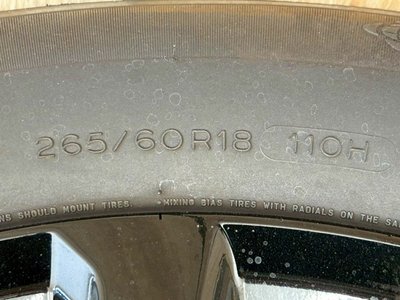 265/60R18 110H
NS SHOULD MOUNT TIRES. •MIXING BIAS TIRES WITH RADIALS ON THE SA